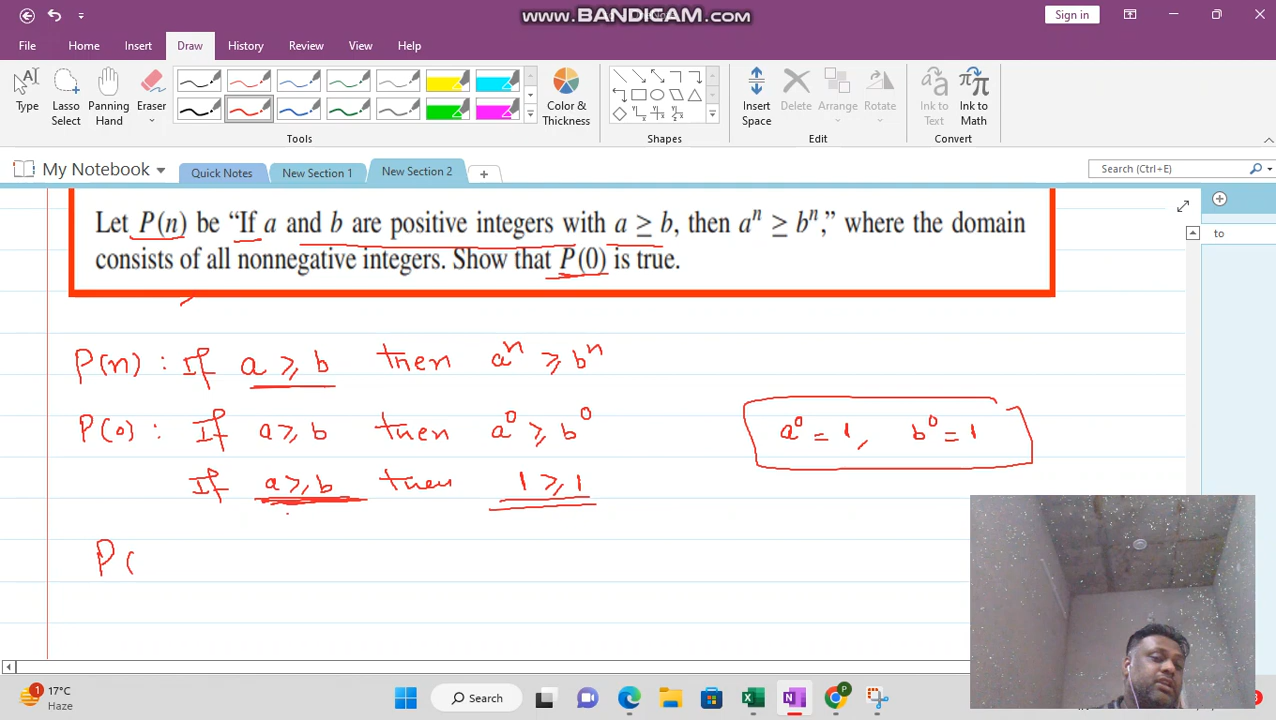 www.BANDICAM.com
Sign in
File Home Insert Draw History Review View Help
Type Lasso Select Panning Hand Eraser Color & Thickness Insert Space Delete Arrange Rotate Ink to Text Ink to Math
Tools Shapes Edit Convert
My Notebook Quick Notes New Section 1 New Section 2 Search (Ctrl+E)
Let P(n) be “If a and b are positive integers with a ≥ b, then aⁿ ≥ bⁿ,” where the domain
consists of all nonnegative integers. Show that P(0) is true.
to
P(n) : If a ≥ b then aⁿ ≥ bⁿ
P(0) : If a ≥ b then a⁰ ≥ b⁰ a⁰ = 1, b⁰ = 1
If a ≥ b then 1 ≥ 1
P(
17°C
Haze
Search